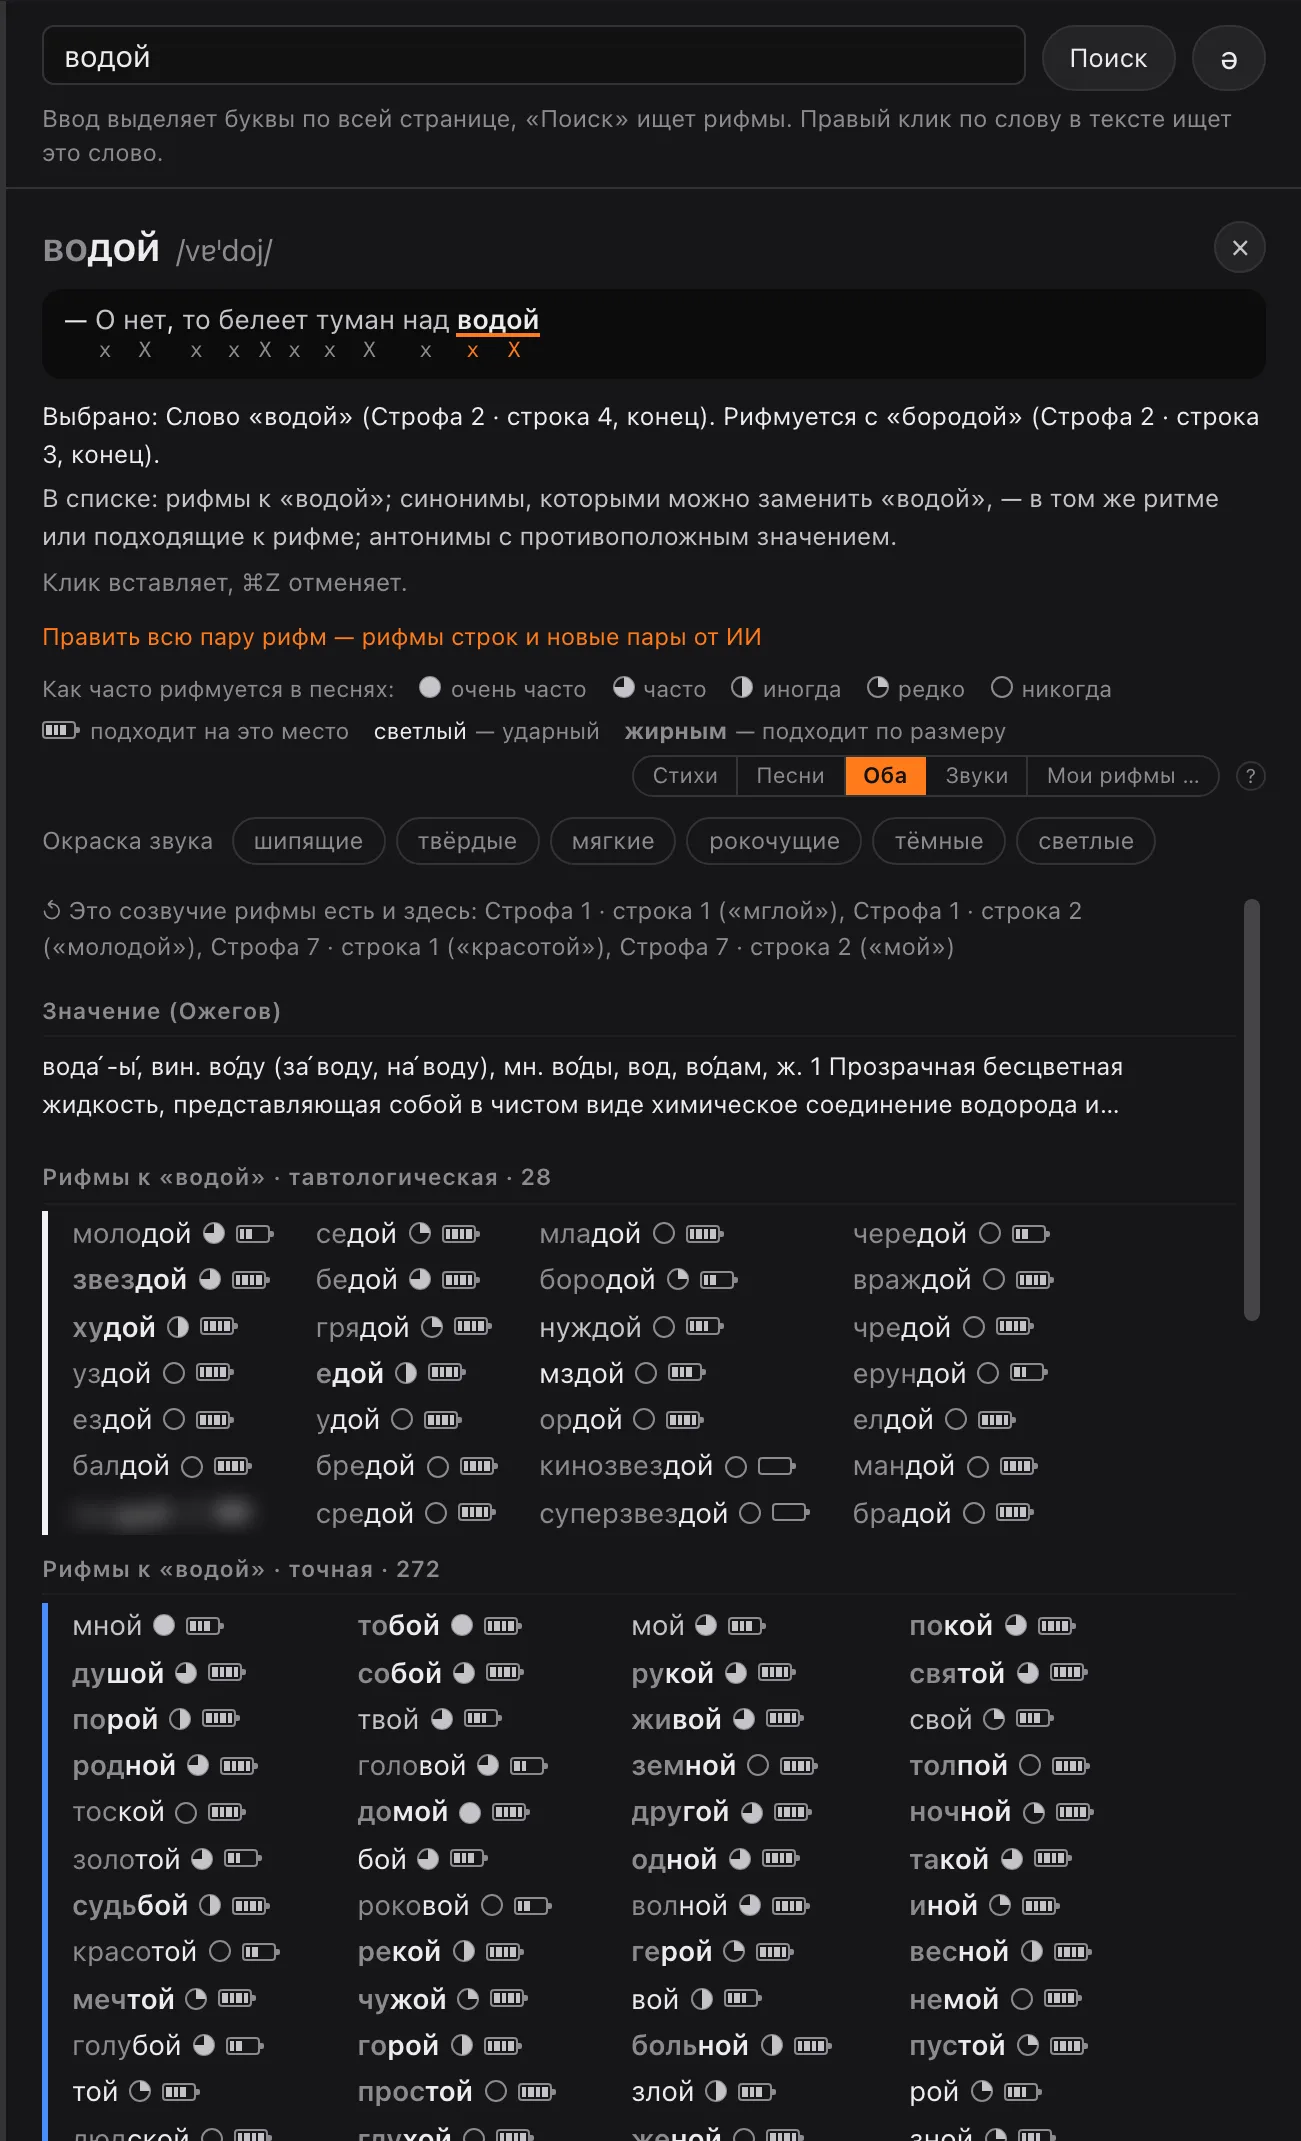 водой Поиск ə
Ввод выделяет буквы по всей странице, «Поиск» ищет рифмы. Правый клик по слову в тексте ищет
это слово.
водой /vɐ'doj/ ×
— О нет, то белеет туман над водой
x X x x X x x X x x X
Выбрано: Слово «водой» (Строфа 2 · строка 4, конец). Рифмуется с «бородой» (Строфа 2 · строка
3, конец).
В списке: рифмы к «водой»; синонимы, которыми можно заменить «водой», — в том же ритме
или подходящие к рифме; антонимы с противоположным значением.
Клик вставляет, ⌘Z отменяет.
Править всю пару рифм — рифмы строк и новые пары от ИИ
Как часто рифмуется в песнях: очень часто часто иногда редко никогда
подходит на это место светлый — ударный жирным — подходит по размеру
Стихи Песни Оба Звуки Мои рифмы ... ?
Окраска звука шипящие твёрдые мягкие рокочущие тёмные светлые
↺ Это созвучие рифмы есть и здесь: Строфа 1 · строка 1 («мглой»), Строфа 1 · строка 2
(«молодой»), Строфа 7 · строка 1 («красотой»), Строфа 7 · строка 2 («мой»)
Значение (Ожегов)
вода́ -ы́, вин. во́ду (за́ воду, на́ воду), мн. во́ды, вод, во́дам, ж. 1 Прозрачная бесцветная
жидкость, представляющая собой в чистом виде химическое соединение водорода и...
Рифмы к «водой» · тавтологическая · 28
молодой седой младой чередой
звездой бедой бородой враждой
худой грядой нуждой чредой
уздой едой мздой ерундой
ездой удой ордой елдой
балдой бредой кинозвездой мандой
средой суперзвездой брадой
Рифмы к «водой» · точная · 272
мной тобой мой покой
душой собой рукой святой
порой твой живой свой
родной головой земной толпой
тоской домой другой ночной
золотой бой одной такой
судьбой роковой волной иной
красотой рекой герой весной
мечтой чужой вой немой
голубой горой больной пустой
той простой злой рой
людской глухой женой зной